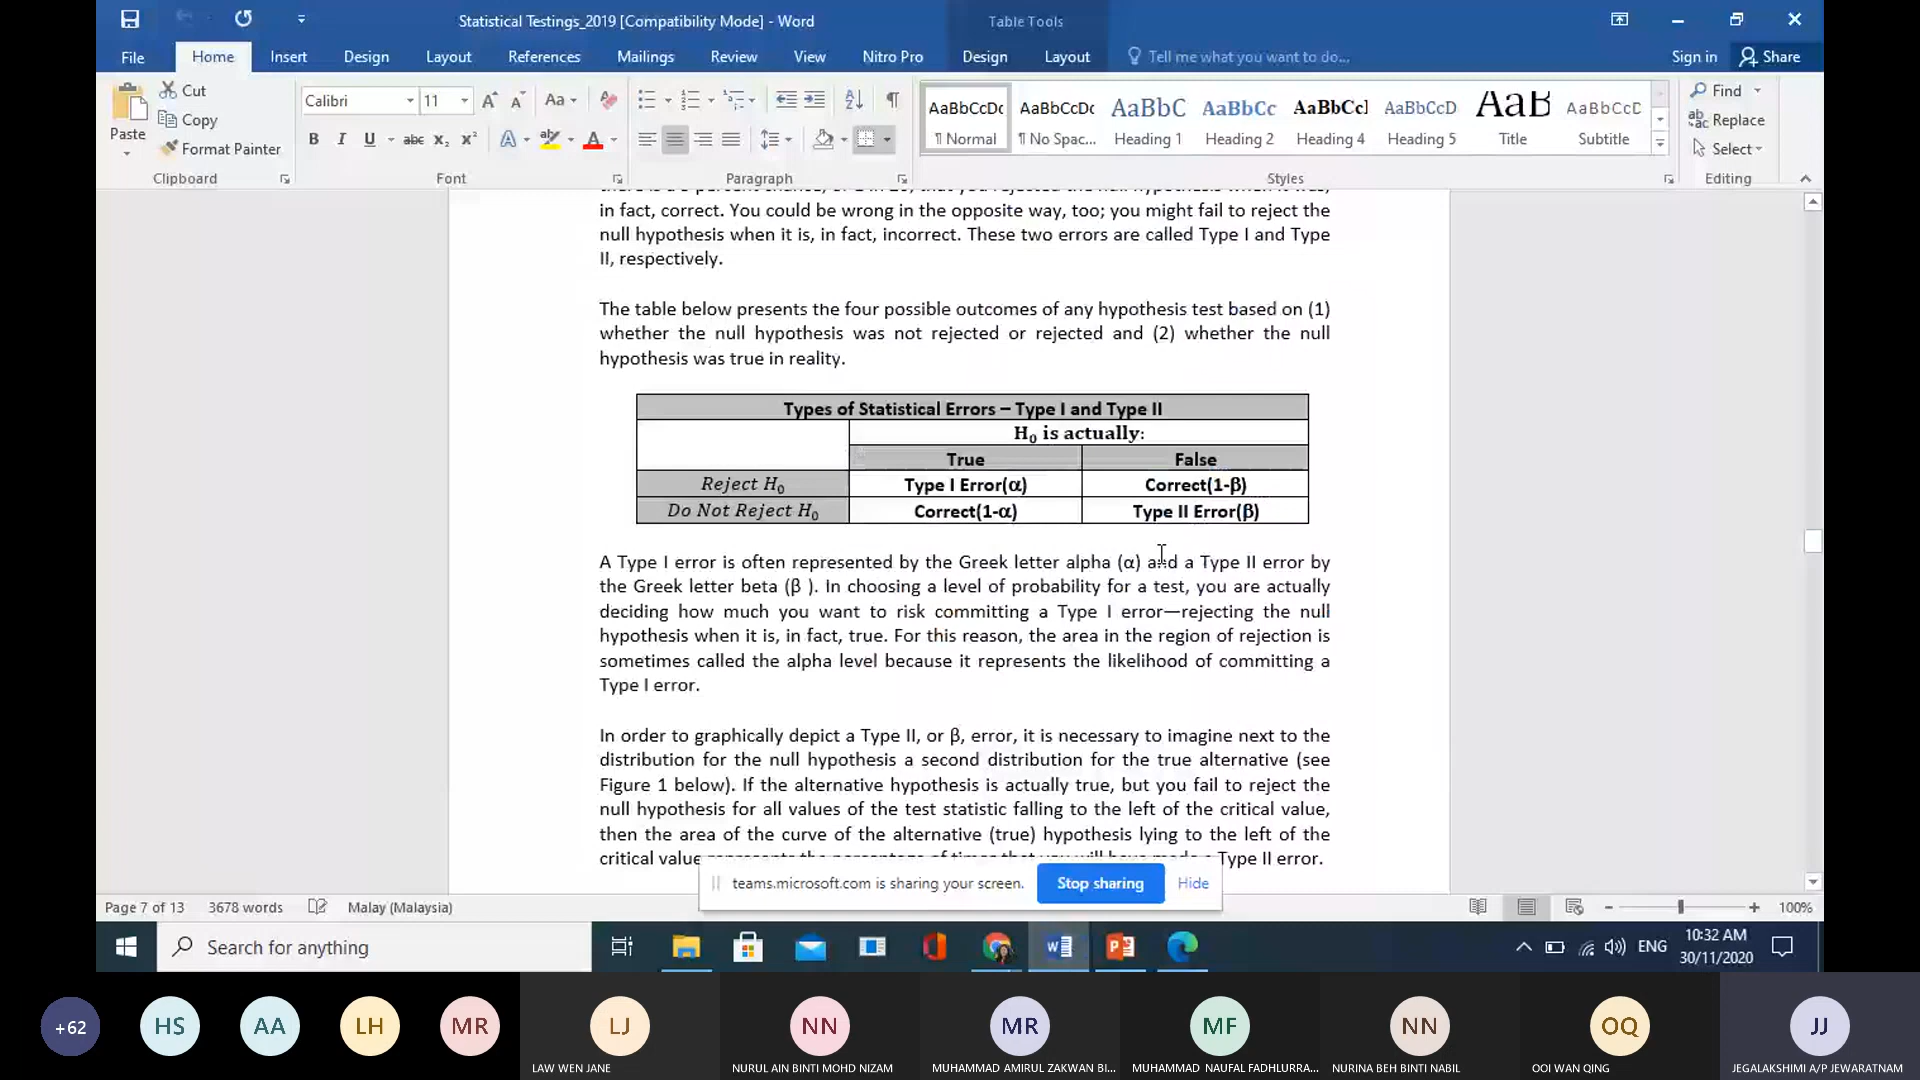 Statistical Testings_2019 [Compatibility Mode] - Word
Table Tools
File Home Insert Design Layout References Mailings Review View Nitro Pro Design Layout Tell me what you want to do... Sign in Share
Paste
Cut
Copy
Format Painter
Clipboard
Calibri 11
Font
Paragraph
AaBbCcDc AaBbCcDc AaBbC AaBbCc AaBbCcI AaBbCcD AaB AaBbCcD
¶ Normal ¶ No Spac... Heading 1 Heading 2 Heading 4 Heading 5 Title Subtitle
Styles
Find
Replace
Select
Editing
in fact, correct. You could be wrong in the opposite way, too; you might fail to reject the
null hypothesis when it is, in fact, incorrect. These two errors are called Type I and Type
II, respectively.
The table below presents the four possible outcomes of any hypothesis test based on (1)
whether the null hypothesis was not rejected or rejected and (2) whether the null
hypothesis was true in reality.
Types of Statistical Errors – Type I and Type II
H₀ is actually:
True False
Reject H₀ Type I Error(α) Correct(1-β)
Do Not Reject H₀ Correct(1-α) Type II Error(β)
A Type I error is often represented by the Greek letter alpha (α) and a Type II error by
the Greek letter beta (β ). In choosing a level of probability for a test, you are actually
deciding how much you want to risk committing a Type I error—rejecting the null
hypothesis when it is, in fact, true. For this reason, the area in the region of rejection is
sometimes called the alpha level because it represents the likelihood of committing a
Type I error.
In order to graphically depict a Type II, or β, error, it is necessary to imagine next to the
distribution for the null hypothesis a second distribution for the true alternative (see
Figure 1 below). If the alternative hypothesis is actually true, but you fail to reject the
null hypothesis for all values of the test statistic falling to the left of the critical value,
then the area of the curve of the alternative (true) hypothesis lying to the left of the
critical value Type II error.
teams.microsoft.com is sharing your screen. Stop sharing Hide
Page 7 of 13 3678 words Malay (Malaysia) 100%
Search for anything
ENG
10:32 AM
30/11/2020
+62 HS AA LH MR LJ NN MR MF NN OQ JJ
LAW WEN JANE NURUL AIN BINTI MOHD NIZAM MUHAMMAD AMIRUL ZAKWAN BI... MUHAMMAD NAUFAL FADHLURRA... NURINA BEH BINTI NABIL OOI WAN QING JEGALAKSHIMI A/P JEWARATNAM